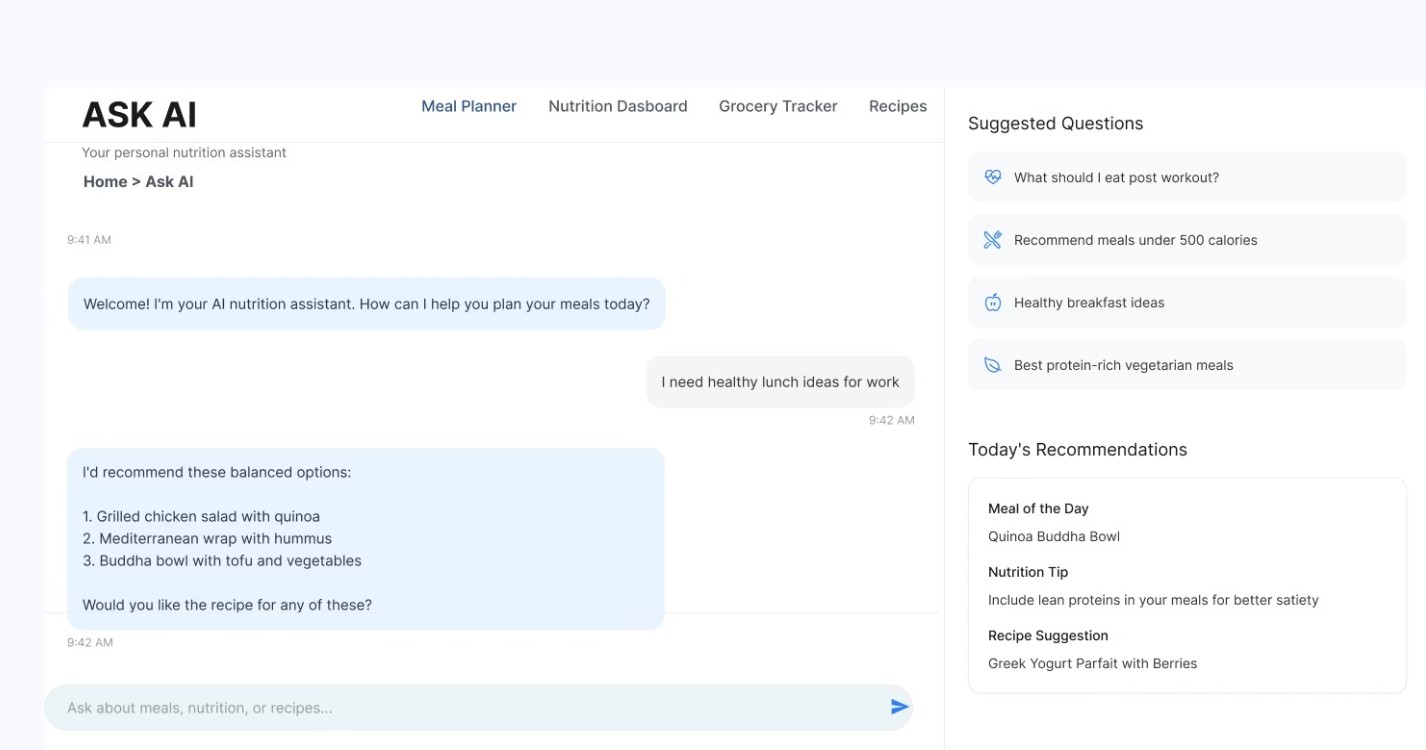 ASK AI
Meal Planner
Nutrition Dasboard
Grocery Tracker
Recipes
Your personal nutrition assistant
Home > Ask AI
9:41 AM
Welcome! I'm your AI nutrition assistant. How can I help you plan your meals today?
I need healthy lunch ideas for work
9:42 AM
I'd recommend these balanced options:
1. Grilled chicken salad with quinoa
2. Mediterranean wrap with hummus
3. Buddha bowl with tofu and vegetables
Would you like the recipe for any of these?
9:42 AM
Ask about meals, nutrition, or recipes...
Suggested Questions
What should I eat post workout?
Recommend meals under 500 calories
Healthy breakfast ideas
Best protein-rich vegetarian meals
Today's Recommendations
Meal of the Day
Quinoa Buddha Bowl
Nutrition Tip
Include lean proteins in your meals for better satiety
Recipe Suggestion
Greek Yogurt Parfait with Berries